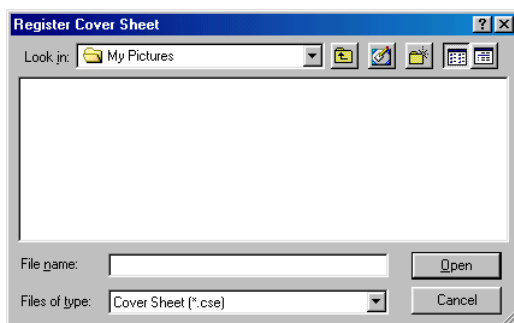 Register Cover Sheet
Look in: My Pictures
File name: Open
Files of type: Cover Sheet (*.cse) Cancel